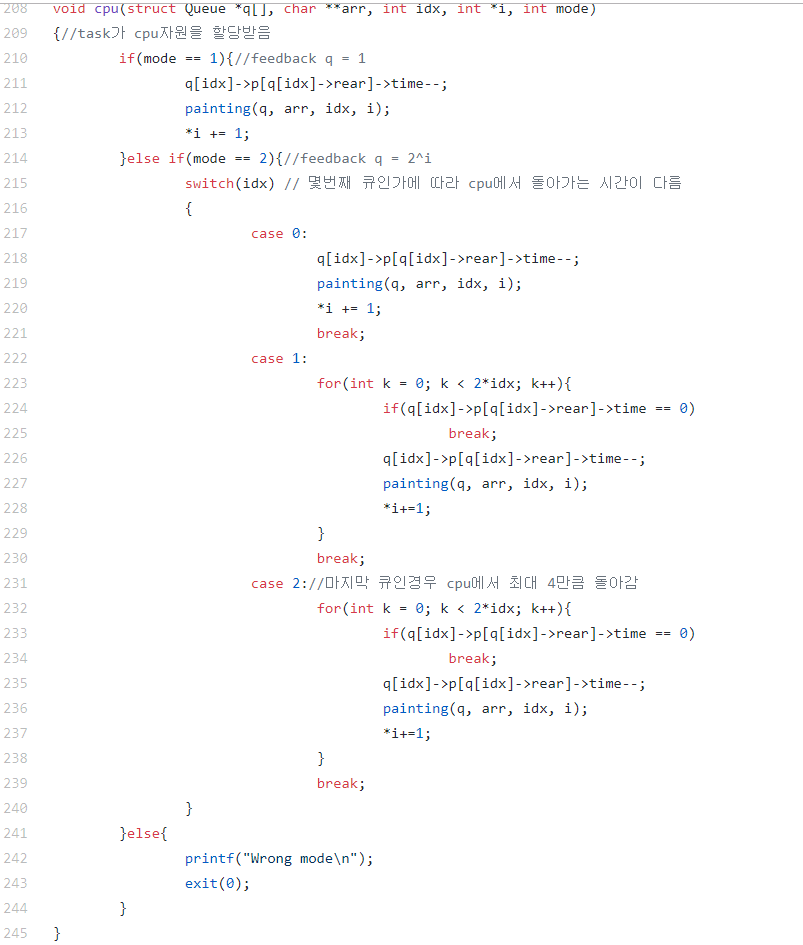 208 void cpu(struct Queue *q[], char **arr, int idx, int *i, int mode)
209 {//task가 cpu자원을 할당받음
210 if(mode == 1){//feedback q = 1
211 q[idx]->p[q[idx]->rear]->time--;
212 painting(q, arr, idx, i);
213 *i += 1;
214 }else if(mode == 2){//feedback q = 2^i
215 switch(idx) // 몇번째 큐인가에 따라 cpu에서 돌아가는 시간이 다름
216 {
217 case 0:
218 q[idx]->p[q[idx]->rear]->time--;
219 painting(q, arr, idx, i);
220 *i += 1;
221 break;
222 case 1:
223 for(int k = 0; k < 2*idx; k++){
224 if(q[idx]->p[q[idx]->rear]->time == 0)
225 break;
226 q[idx]->p[q[idx]->rear]->time--;
227 painting(q, arr, idx, i);
228 *i+=1;
229 }
230 break;
231 case 2://마지막 큐인경우 cpu에서 최대 4만큼 돌아감
232 for(int k = 0; k < 2*idx; k++){
233 if(q[idx]->p[q[idx]->rear]->time == 0)
234 break;
235 q[idx]->p[q[idx]->rear]->time--;
236 painting(q, arr, idx, i);
237 *i+=1;
238 }
239 break;
240 }
241 }else{
242 printf("Wrong mode\n");
243 exit(0);
244 }
245 }